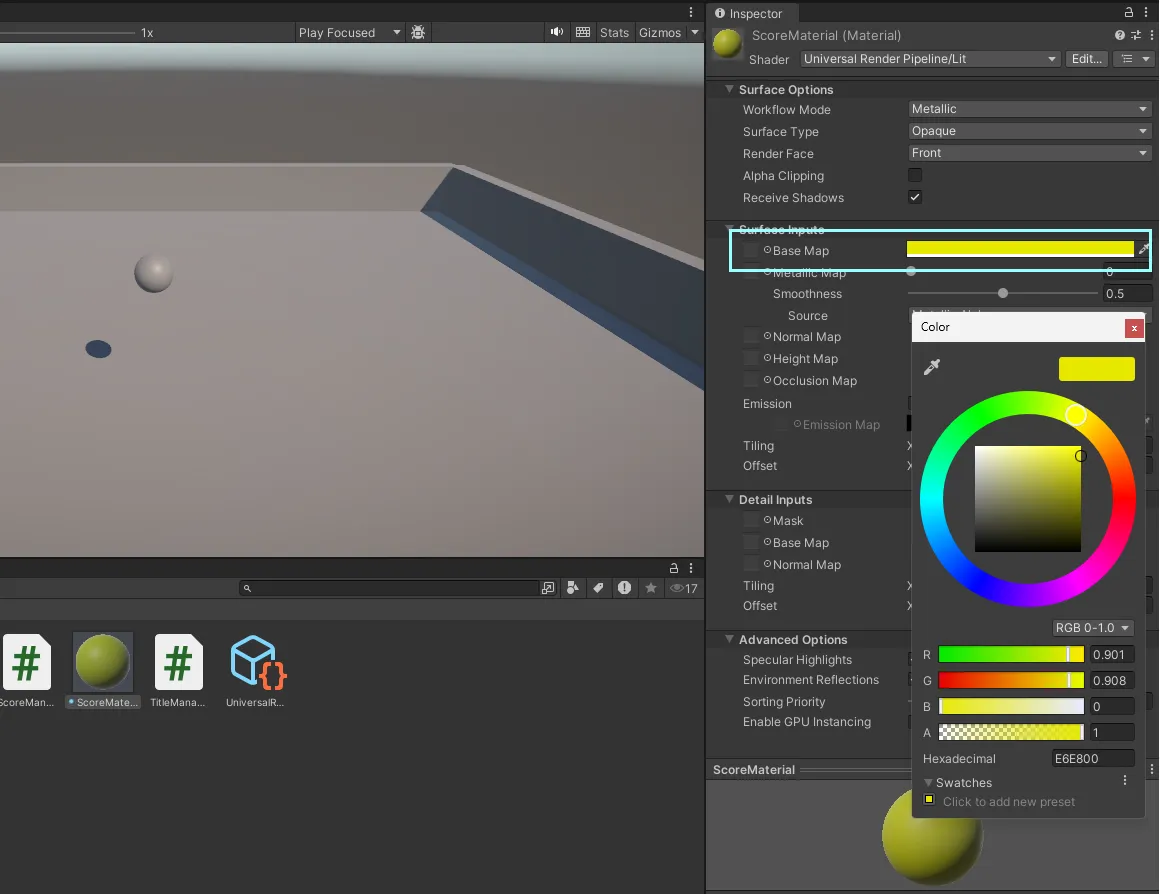 1x
Play Focused
Stats
Gizmos
Inspector
ScoreMaterial (Material)
Shader
Universal Render Pipeline/Lit
Edit...
Surface Options
Workflow Mode
Metallic
Surface Type
Opaque
Render Face
Front
Alpha Clipping
Receive Shadows
Surface Inputs
Base Map
Metallic Map
0
Smoothness
0.5
Source
Normal Map
Height Map
Occlusion Map
Emission
Emission Map
Tiling
X
Offset
X
Detail Inputs
Mask
Base Map
Normal Map
Tiling
X
Offset
X
Advanced Options
Specular Highlights
Environment Reflections
Sorting Priority
Enable GPU Instancing
ScoreMaterial
Color
RGB 0-1.0
R
0.901
G
0.908
B
0
A
1
Hexadecimal
E6E800
Swatches
Click to add new preset
17
#
#
{}
ScoreMan...
ScoreMate...
TitleMana...
UniversalR...